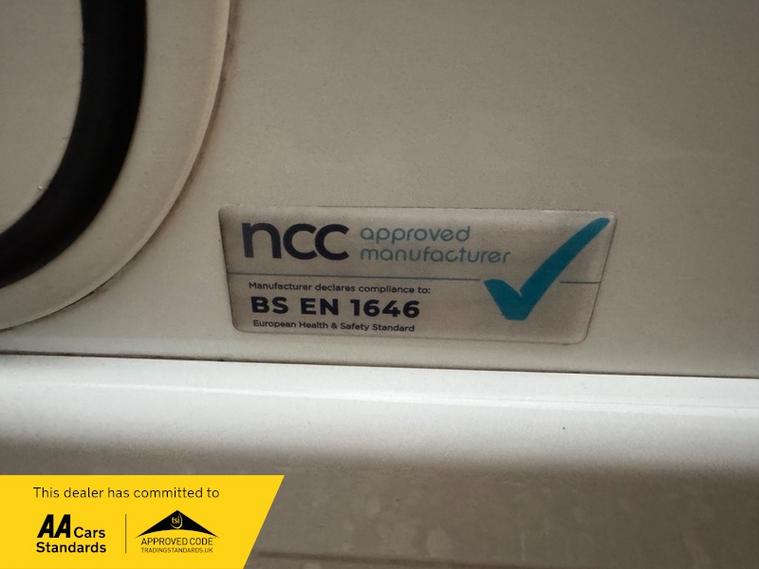 ncc approved
manufacturer
Manufacturer declares compliance to:
BS EN 1646
European Health & Safety Standard
This dealer has committed to
AA Cars
Standards
tsi
APPROVED CODE
TRADINGSTANDARDS.UK